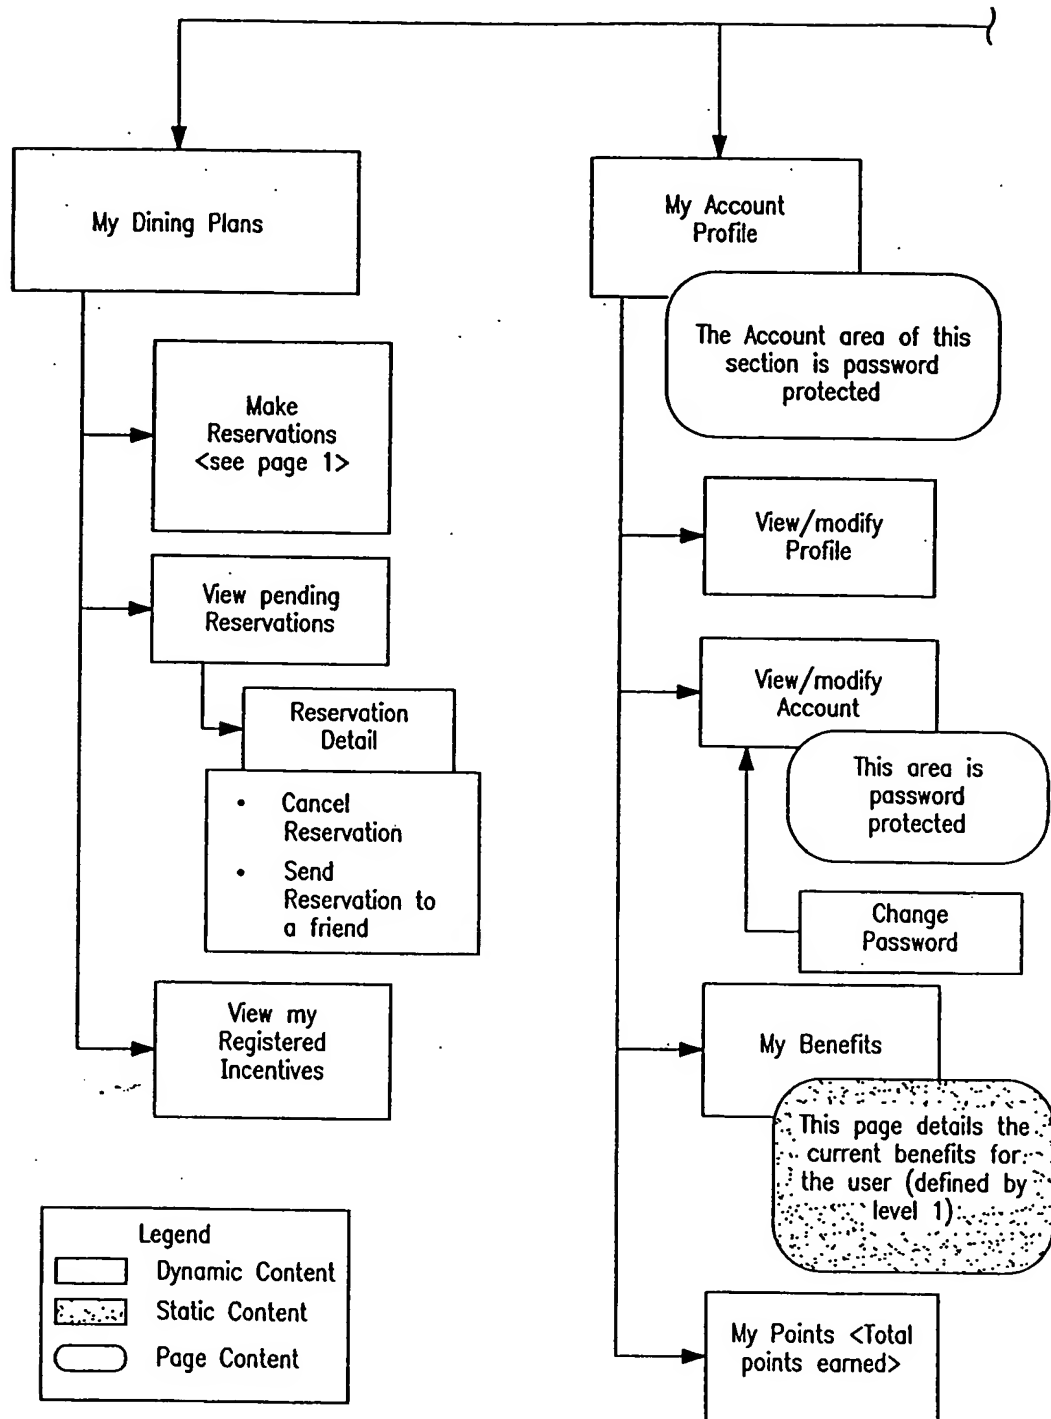 My Dining Plans
Make
Reservations
<see page 1>
View pending
Reservations
Reservation
Detail
• Cancel
Reservation
• Send
Reservation to
a friend
View my
Registered
Incentives
My Account
Profile
The Account area of this
section is password
protected
View/modify
Profile
View/modify
Account
This area is
password
protected
Change
Password
My Benefits
This page details the
current benefits for
the user (defined by
level 1)
My Points <Total
points earned>
Legend
Dynamic Content
Static Content
Page Content